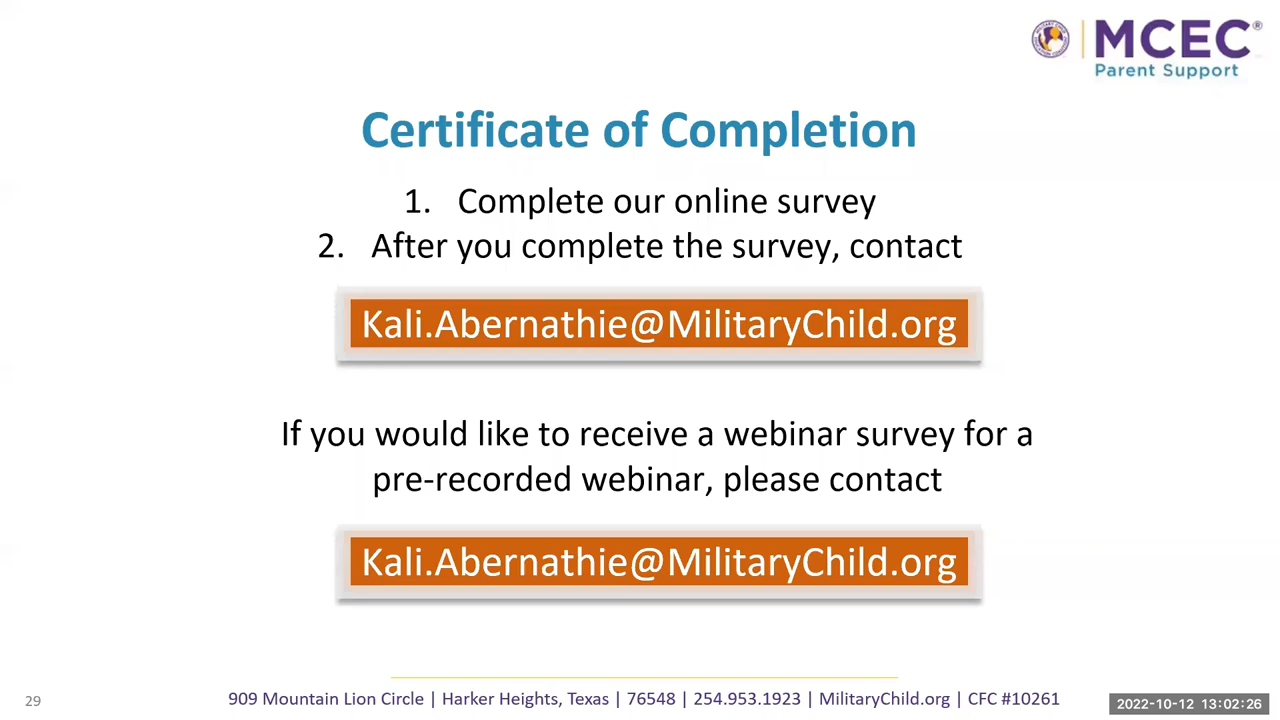 MCEC®
Parent Support
Certificate of Completion
1. Complete our online survey
2. After you complete the survey, contact
Kali.Abernathie@MilitaryChild.org
If you would like to receive a webinar survey for a
pre-recorded webinar, please contact
Kali.Abernathie@MilitaryChild.org
29
909 Mountain Lion Circle | Harker Heights, Texas | 76548 | 254.953.1923 | MilitaryChild.org | CFC #10261
2022-10-12 13:02:26